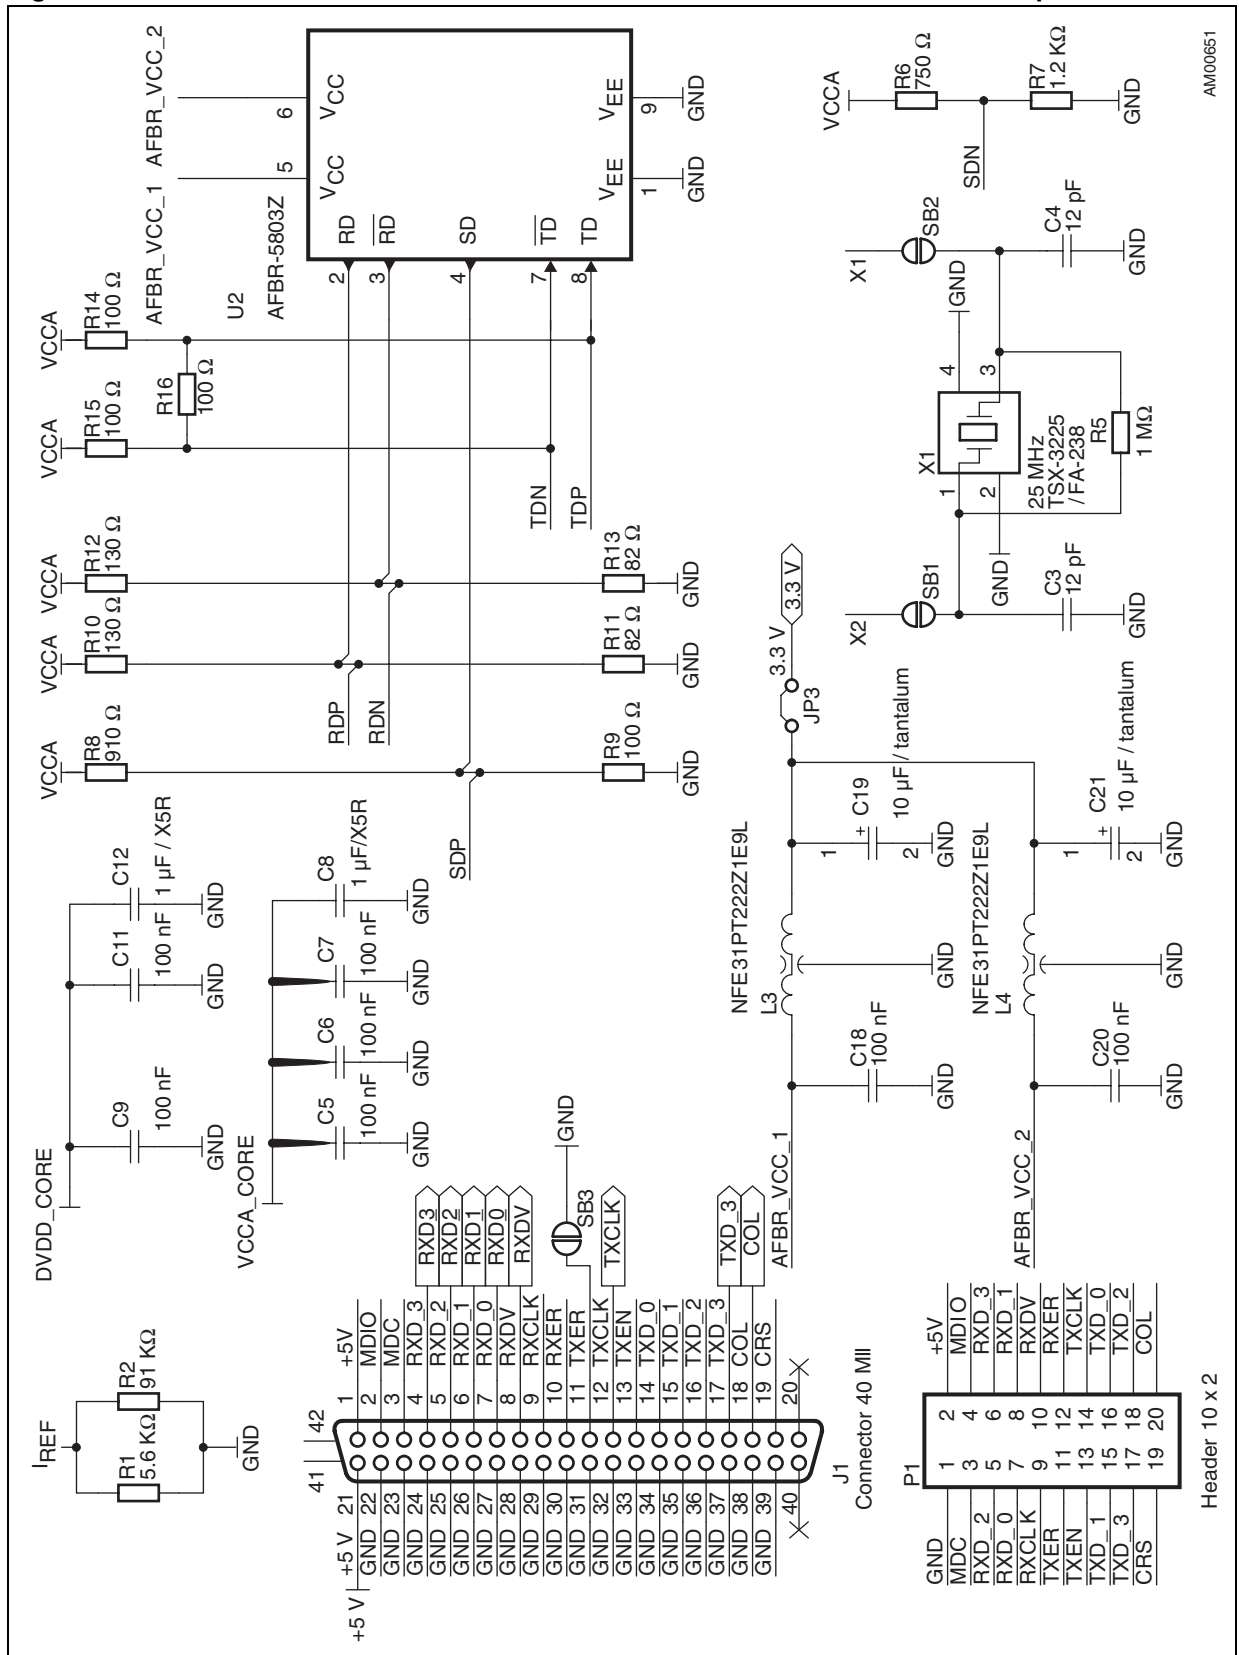 AM00651
I REF
R1
5.6 KΩ
R2
91 KΩ
GND
DVDD_CORE
C9
100 nF
GND
C11
100 nF
GND
C12
1 µF / X5R
GND
VCCA_CORE
C5
100 nF
GND
C6
100 nF
GND
C7
100 nF
GND
C8
1 µF/X5R
GND
VCCA
R8
910 Ω
SDP
R9
100 Ω
GND
VCCA
R10
130 Ω
RDP
R11
82 Ω
GND
VCCA
R12
130 Ω
RDN
R13
82 Ω
GND
VCCA
R15
100 Ω
R16
100 Ω
VCCA
R14
100 Ω
TDN
TDP
U2
AFBR-5803Z
AFBR_VCC_1
AFBR_VCC_2
5
6
VCC
VCC
2 RD
3 RD
4 SD
7 TD
8 TD
VEE
VEE
1
9
GND
GND
+5 V
+5 V 21
GND 22
GND 23
GND 24
GND 25
GND 26
GND 27
GND 28
GND 29
GND 30
GND 31
GND 32
GND 33
GND 34
GND 35
GND 36
GND 37
GND 38
GND 39
40
41
42
1 +5V
2 MDIO
3 MDC
4 RXD_3
5 RXD_2
6 RXD_1
7 RXD_0
8 RXDV
9 RXCLK
10 RXER
11 TXER
12 TXCLK
13 TXEN
14 TXD_0
15 TXD_1
16 TXD_2
17 TXD_3
18 COL
19 CRS
20
RXD3
RXD2
RXD1
RXD0
RXDV
SB3
GND
TXCLK
TXD_3
COL
J1
Connector 40 MII
AFBR_VCC_1
C18
100 nF
GND
NFE31PT222Z1E9L
L3
GND
1
+
2
C19
10 µF / tantalum
GND
JP3
3.3 V
3.3 V
AFBR_VCC_2
C20
100 nF
GND
NFE31PT222Z1E9L
L4
GND
1
+
2
C21
10 µF / tantalum
GND
X2
SB1
C3
12 pF
GND
GND
X1
1
2
4
3
25 MHz
TSX-3225
/ FA-238
R5
1 MΩ
GND
X1
SB2
C4
12 pF
GND
VCCA
R6
750 Ω
SDN
R7
1.2 KΩ
GND
P1
GND 1 2 +5V
MDC 3 4 MDIO
RXD_2 5 6 RXD_3
RXD_0 7 8 RXD_1
RXCLK 9 10 RXDV
TXER 11 12 RXER
TXEN 13 14 TXCLK
TXD_1 15 16 TXD_0
TXD_3 17 18 TXD_2
CRS 19 20 COL
Header 10 x 2